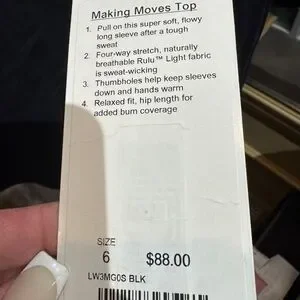 Making Moves Top
1. Pull on this super soft, flowy
long sleeve after a tough
sweat
2. Four-way stretch, naturally
breathable Rulu™ Light fabric
is sweat-wicking
3. Thumbholes help keep sleeves
down and hands warm
4. Relaxed fit, hip length for
added bum coverage
SIZE
6 $88.00
LW3MG0S BLK